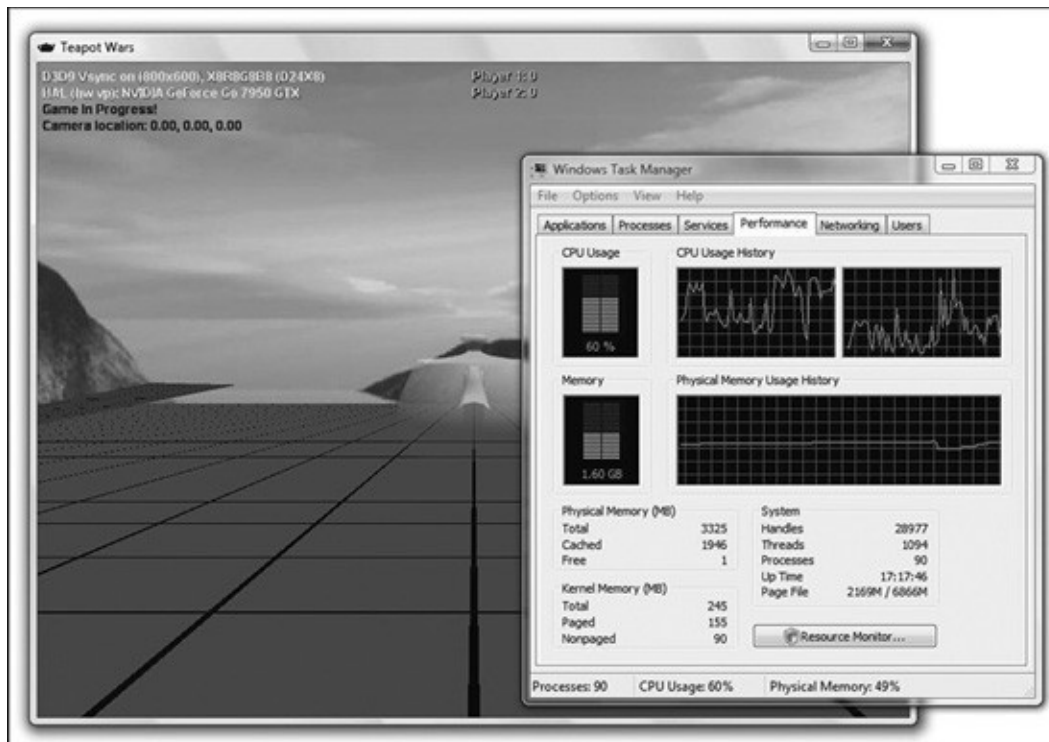 Teapot Wars
D3D9 Vsync on (800x600), X8R8G8B8 (D24X8)
HAL (hw vp): NVIDIA GeForce Go 7950 GTX
Game In Progress!
Camera location: 0.00, 0.00, 0.00
Player 1: 0
Player 2: 0
Windows Task Manager
File Options View Help
Applications Processes Services Performance Networking Users
CPU Usage CPU Usage History
60 %
Memory Physical Memory Usage History
1.60 GB
Physical Memory (MB)
Total 3325
Cached 1946
Free 1
Kernel Memory (MB)
Total 245
Paged 155
Nonpaged 90
System
Handles 28977
Threads 1094
Processes 90
Up Time 17:17:46
Page File 2169M / 6866M
Resource Monitor...
Processes: 90 CPU Usage: 60% Physical Memory: 49%